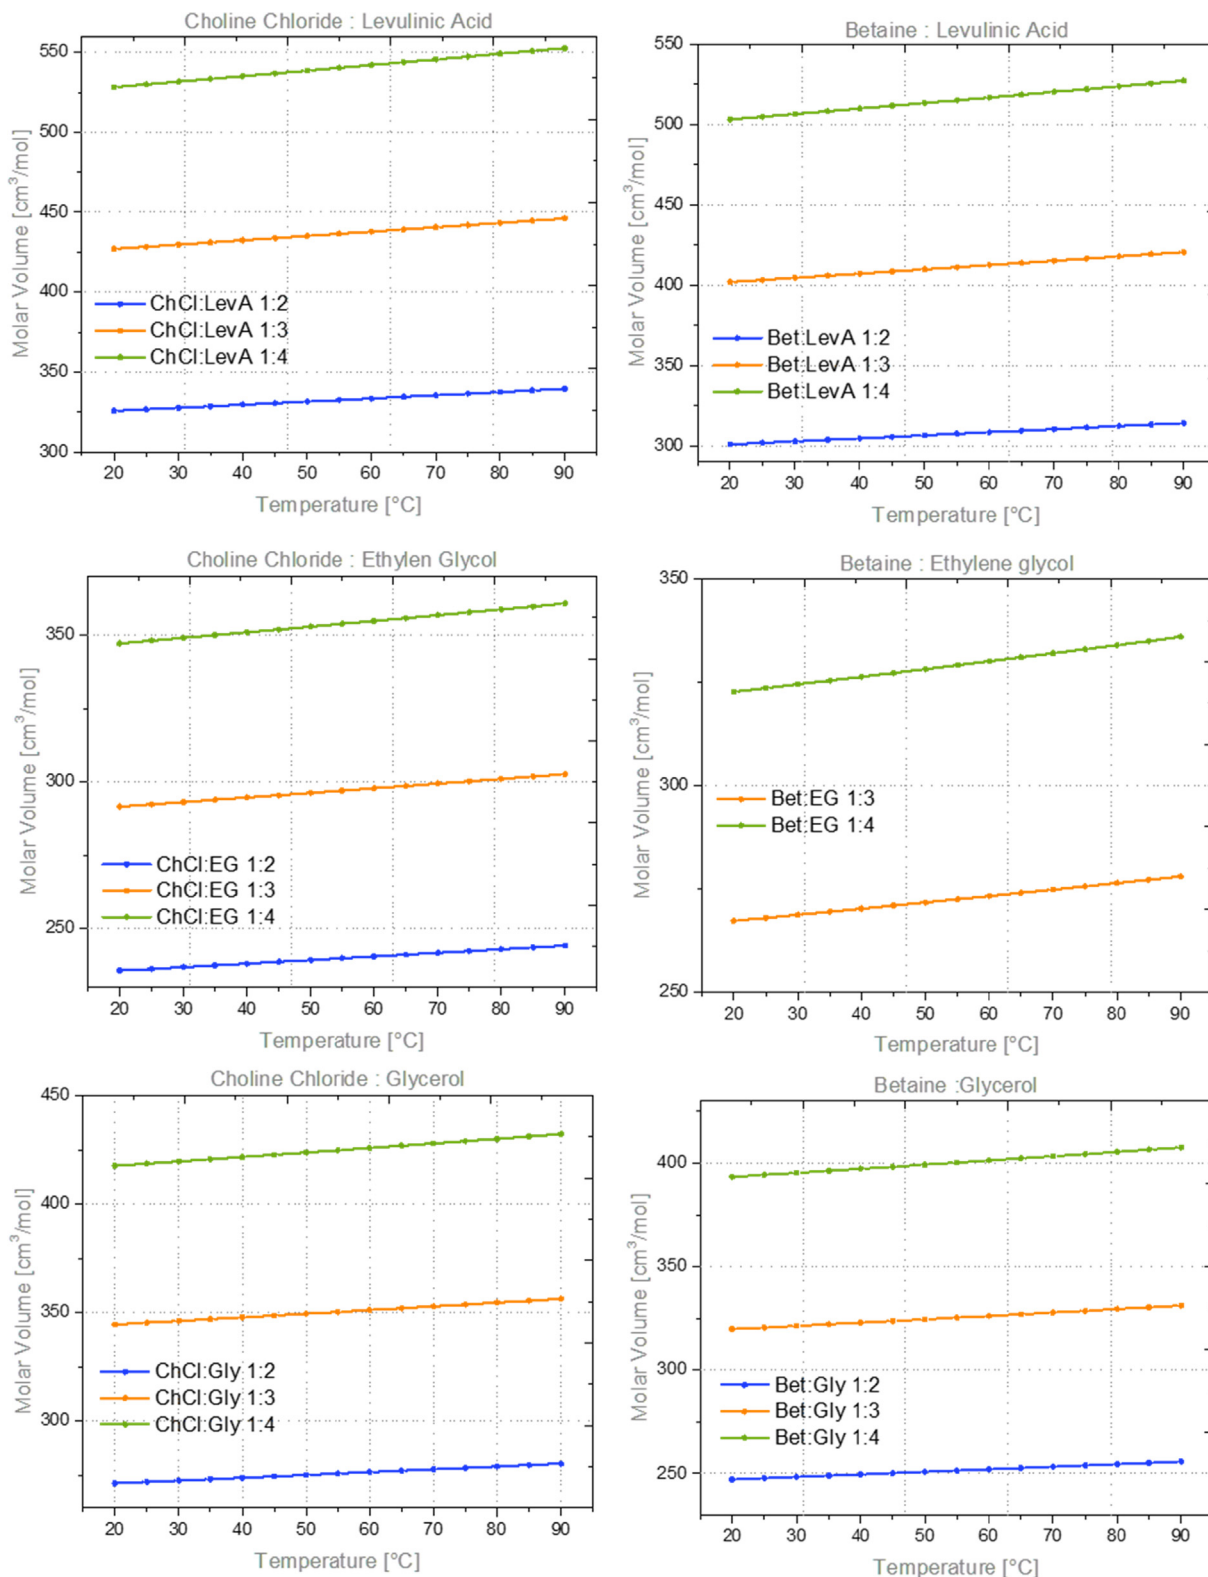 Choline Chloride : Levulinic Acid
Molar Volume [cm³/mol]
550
500
450
400
350
300
ChCl:LevA 1:2
ChCl:LevA 1:3
ChCl:LevA 1:4
20 30 40 50 60 70 80 90
Temperature [°C]
Betaine : Levulinic Acid
Molar Volume [cm³/mol]
550
500
450
400
350
300
Bet:LevA 1:2
Bet:LevA 1:3
Bet:LevA 1:4
20 30 40 50 60 70 80 90
Temperature [°C]
Choline Chloride : Ethylen Glycol
Molar Volume [cm³/mol]
350
300
250
ChCl:EG 1:2
ChCl:EG 1:3
ChCl:EG 1:4
20 30 40 50 60 70 80 90
Temperature [°C]
Betaine : Ethylene glycol
Molar Volume [cm³/mol]
350
300
250
Bet:EG 1:3
Bet:EG 1:4
20 30 40 50 60 70 80 90
Temperature [°C]
Choline Chloride : Glycerol
Molar Volume [cm³/mol]
450
400
350
300
ChCl:Gly 1:2
ChCl:Gly 1:3
ChCl:Gly 1:4
20 30 40 50 60 70 80 90
Temperature [°C]
Betaine :Glycerol
Molar Volume [cm³/mol]
400
350
300
250
Bet:Gly 1:2
Bet:Gly 1:3
Bet:Gly 1:4
20 30 40 50 60 70 80 90
Temperature [°C]